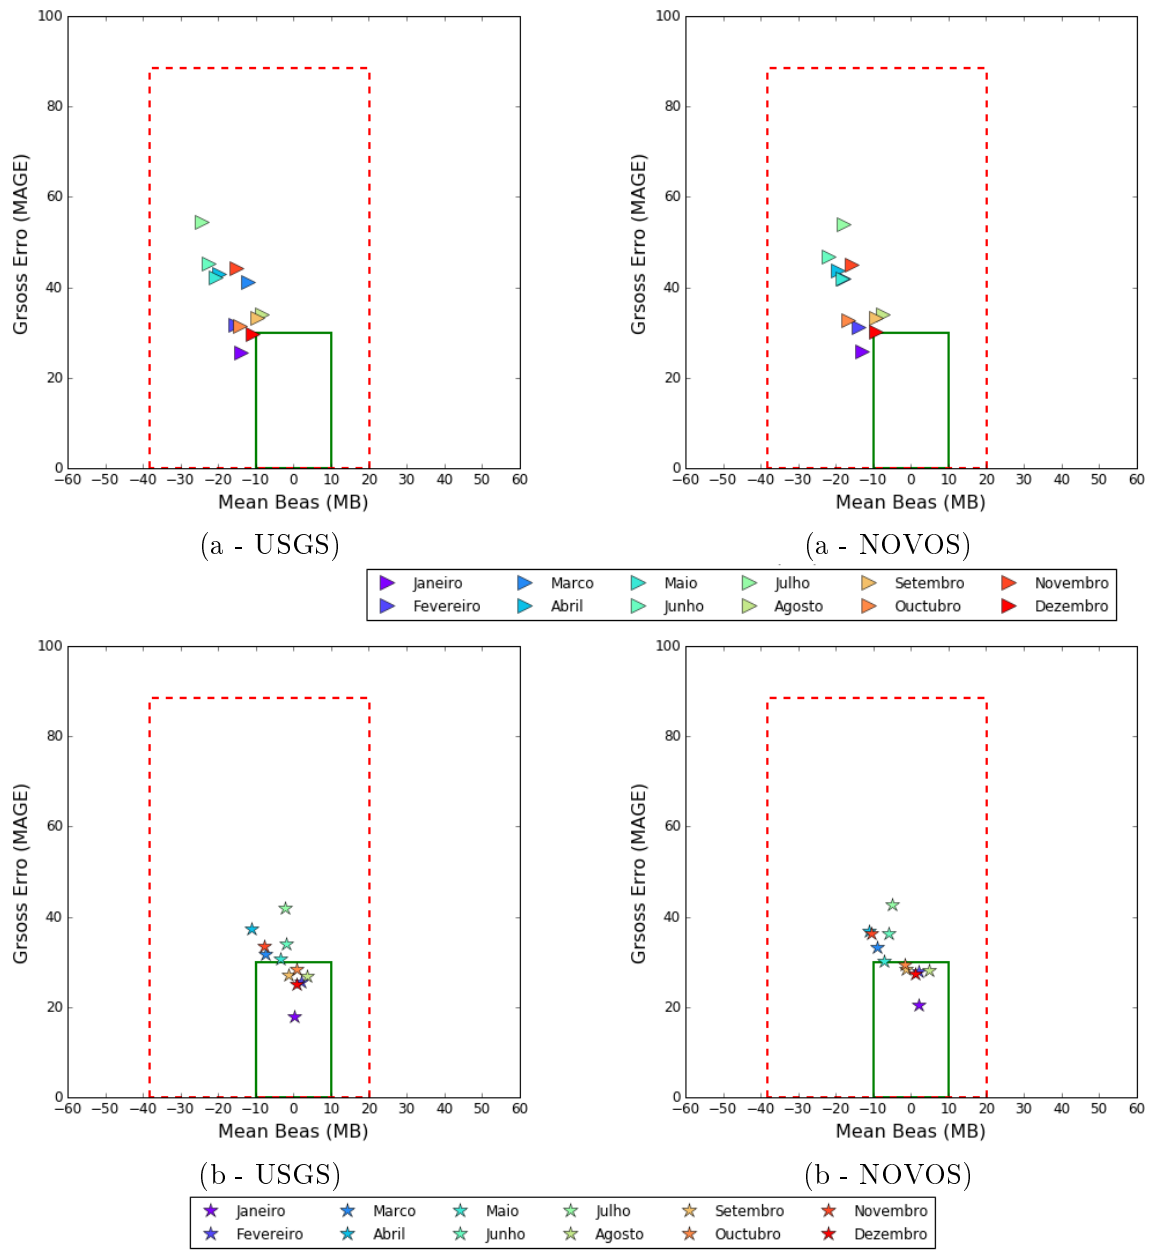 100
80
60
40
20
0
Grsoss Erro (MAGE)
−60 −50 −40 −30 −20 −10 0 10 20 30 40 50 60
Mean Beas (MB)
(a - USGS)
100
80
60
40
20
0
Grsoss Erro (MAGE)
−60 −50 −40 −30 −20 −10 0 10 20 30 40 50 60
Mean Beas (MB)
(a - NOVOS)
Janeiro Marco Maio Julho Setembro Novembro
Fevereiro Abril Junho Agosto Ouctubro Dezembro
100
80
60
40
20
0
Grsoss Erro (MAGE)
−60 −50 −40 −30 −20 −10 0 10 20 30 40 50 60
Mean Beas (MB)
(b - USGS)
100
80
60
40
20
0
Grsoss Erro (MAGE)
−60 −50 −40 −30 −20 −10 0 10 20 30 40 50 60
Mean Beas (MB)
(b - NOVOS)
Janeiro Marco Maio Julho Setembro Novembro
Fevereiro Abril Junho Agosto Ouctubro Dezembro